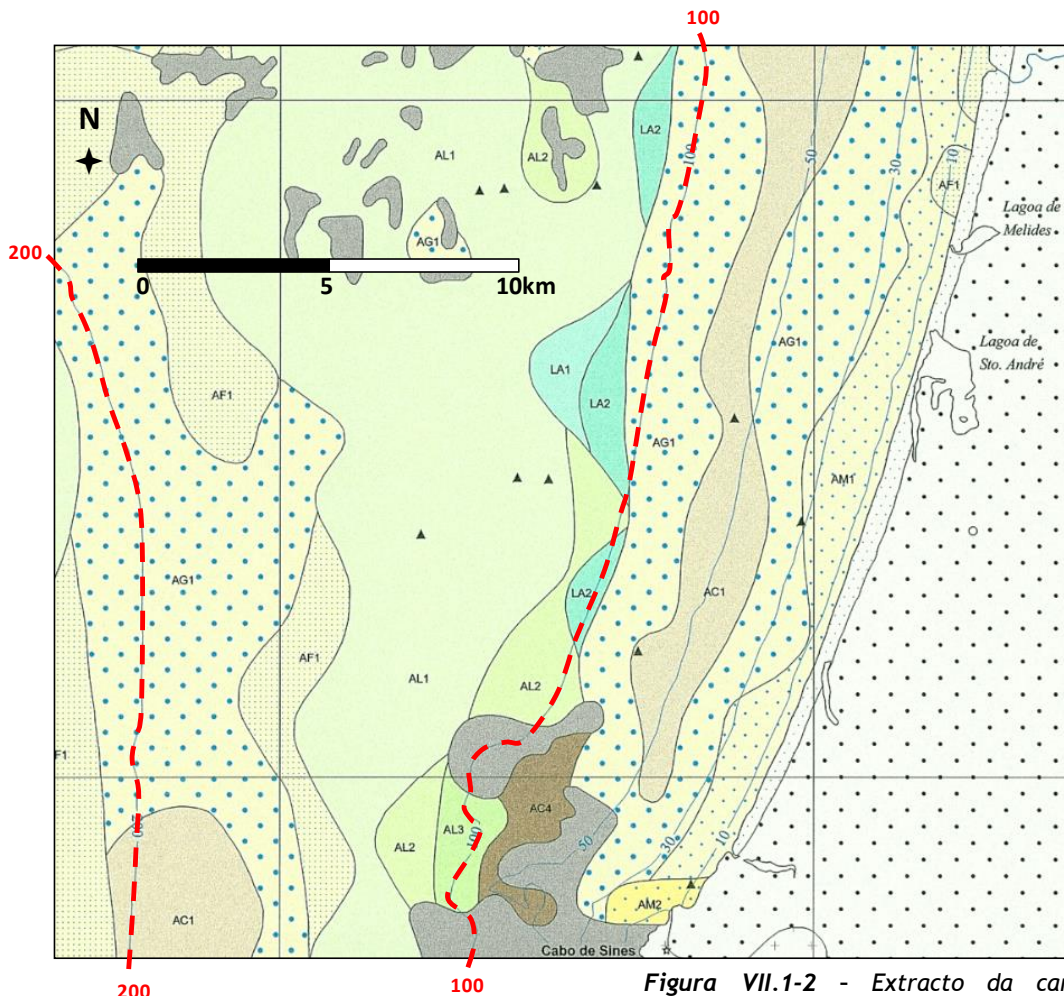 100
N
AL1
AL2
LA2
100
50
30
10
AF1
Lagoa de
Melides
200
AG1
0
5
10km
Lagoa de
Sto. André
AG1
LA1
AF1
LA2
AG1
AM1
AG1
LA2
AC1
AF1
AL1
AL2
F1
AC4
200
AL3
100
50
30
10
AL2
AC1
AM2
Cabo de Sines
200
100
Figura VII.1-2 - Extracto da ca